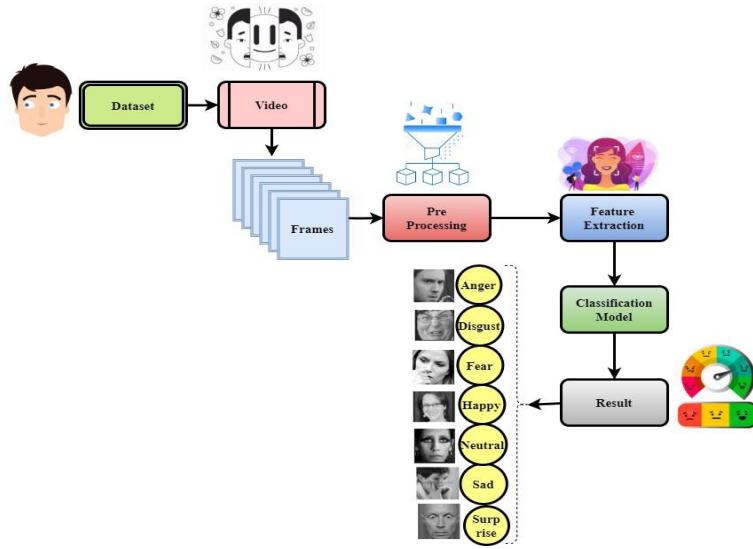 Dataset
Video
Frames
Pre
Processing
Feature
Extraction
Classification
Model
Result
Anger
Disgust
Fear
Happy
Neutral
Sad
Surp
rise